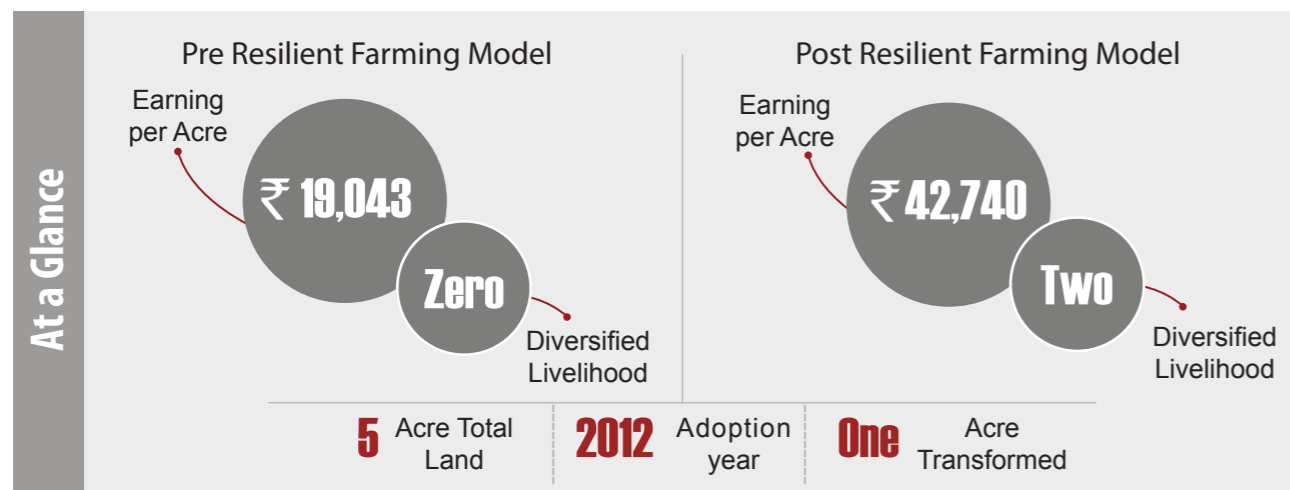 At a Glance
Pre Resilient Farming Model
Earning
per Acre
₹ 19,043
Zero
Diversified
Livelihood
Post Resilient Farming Model
Earning
per Acre
₹ 42,740
Two
Diversified
Livelihood
5 Acre Total
Land
2012 Adoption
year
One Acre
Transformed